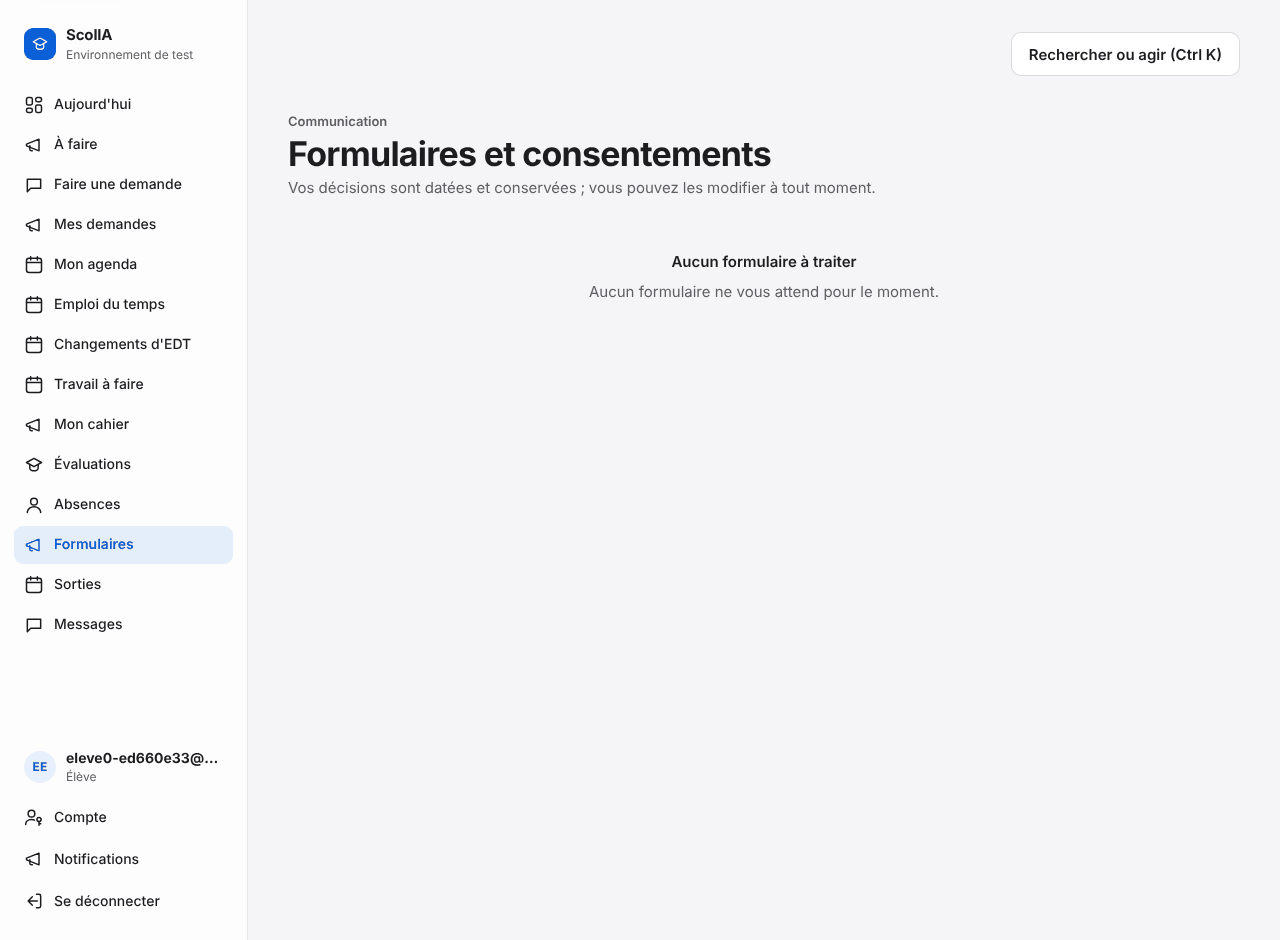 ScolIA
Environnement de test
Aujourd'hui
À faire
Faire une demande
Mes demandes
Mon agenda
Emploi du temps
Changements d'EDT
Travail à faire
Mon cahier
Évaluations
Absences
Formulaires
Sorties
Messages
EE
eleve0-ed660e33@...
Élève
Compte
Notifications
Se déconnecter
Rechercher ou agir (Ctrl K)
Communication
Formulaires et consentements
Vos décisions sont datées et conservées ; vous pouvez les modifier à tout moment.
Aucun formulaire à traiter
Aucun formulaire ne vous attend pour le moment.